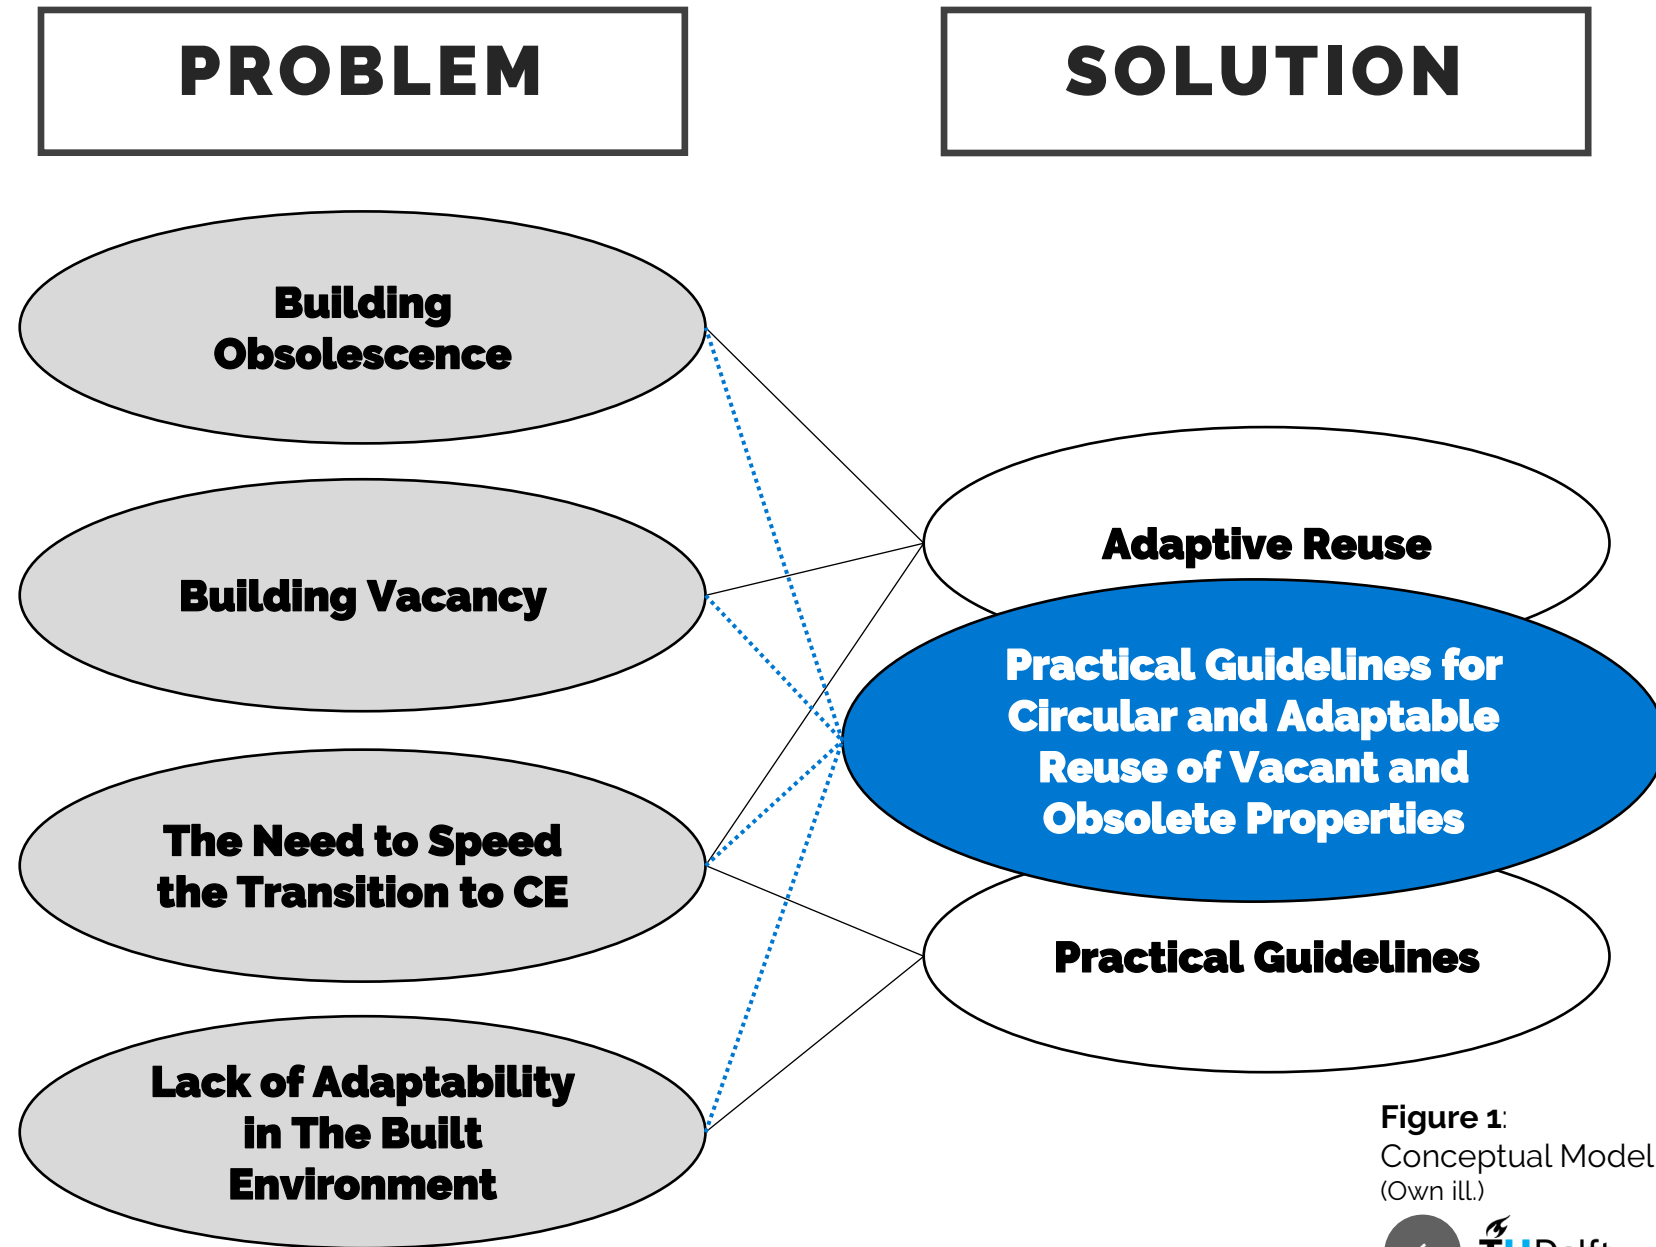 PROBLEM
SOLUTION
Building
Obsolescence
Building Vacancy
The Need to Speed
the Transition to CE
Lack of Adaptability
in The Built
Environment
Adaptive Reuse
Practical Guidelines for
Circular and Adaptable
Reuse of Vacant and
Obsolete Properties
Practical Guidelines
Figure 1:
Conceptual Model
(Own ill.)
TUDelft